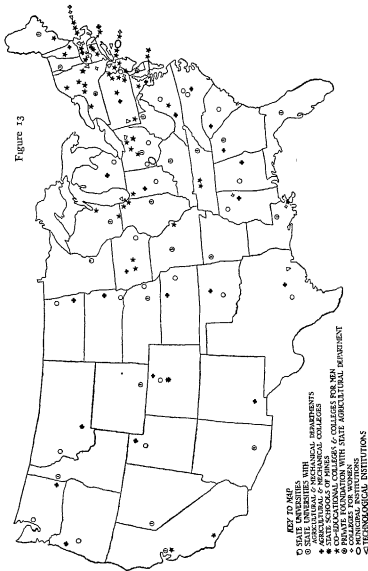 Figure 13
KEY TO MAP
STATE UNIVERSITIES
STATE UNIVERSITIES WITH
AGRICULTURAL & MECHANICAL DEPARTMENTS
AGRICULTURAL & MECHANICAL COLLEGES
STATE SCHOOLS OF MINES
CO-EDUCATIONAL COLLEGES & COLLEGES FOR MEN
PRIVATE FOUNDATION WITH STATE AGRICULTURAL DEPARTMENT
COLLEGES FOR WOMEN
MUNICIPAL INSTITUTIONS
TECHNOLOGICAL INSTITUTIONS